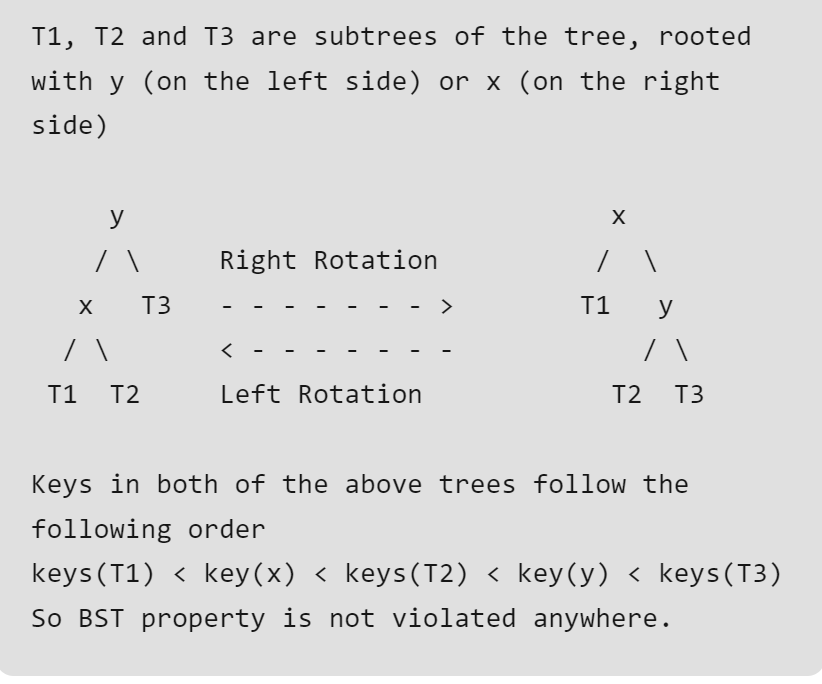 T1, T2 and T3 are subtrees of the tree, rooted
with y (on the left side) or x (on the right
side)
y x
/ \ Right Rotation / \
x T3 - - - - - - - > T1 y
/ \ < - - - - - - - / \
T1 T2 Left Rotation T2 T3
Keys in both of the above trees follow the
following order
keys(T1) < key(x) < keys(T2) < key(y) < keys(T3)
So BST property is not violated anywhere.